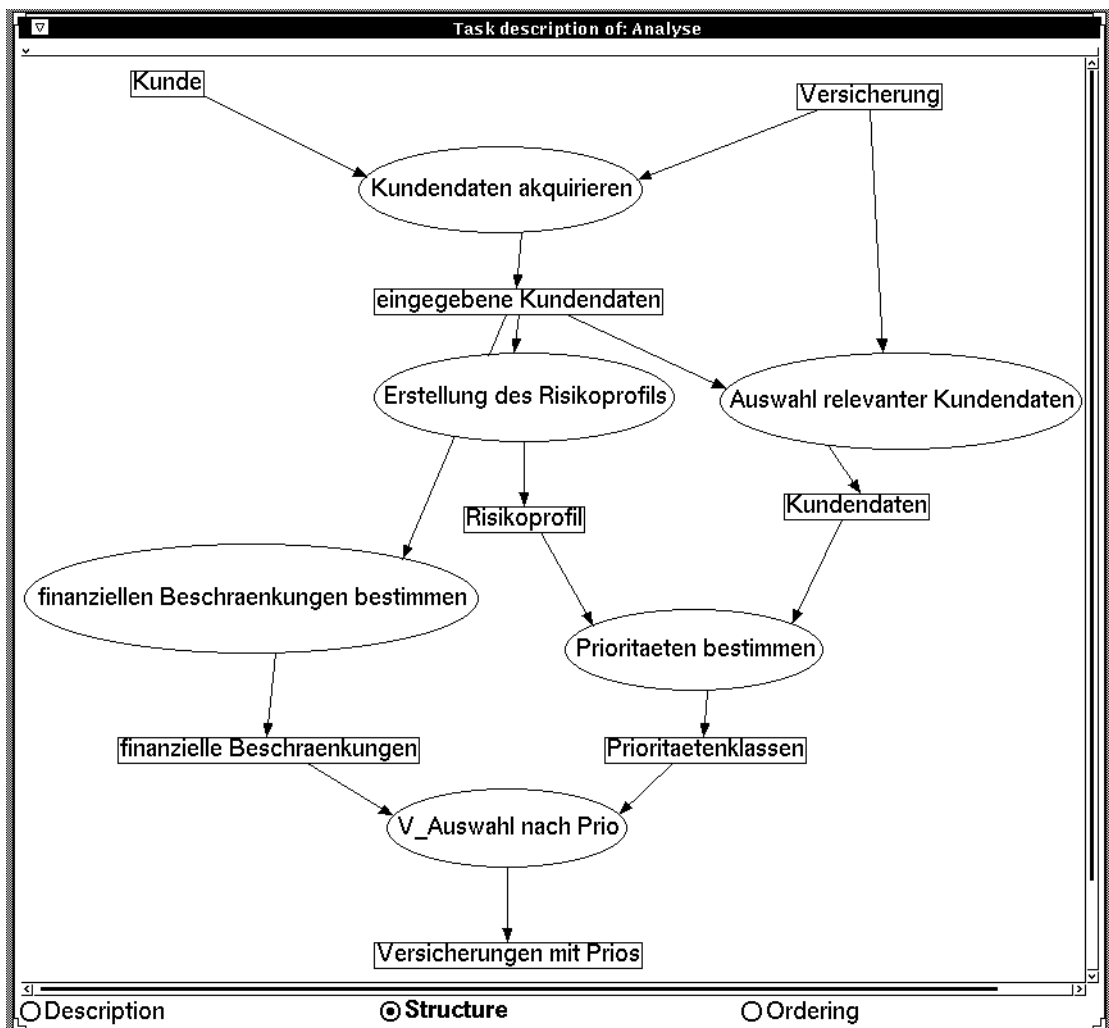 Task description of: Analyse
Kunde
Versicherung
Kundendaten akquirieren
eingegebene Kundendaten
Erstellung des Risikoprofils
Auswahl relevanter Kundendaten
Risikoprofil
Kundendaten
finanziellen Beschraenkungen bestimmen
Prioritaeten bestimmen
finanzielle Beschraenkungen
Prioritaetenklassen
V_Auswahl nach Prio
Versicherungen mit Prios
Description
Structure
Ordering